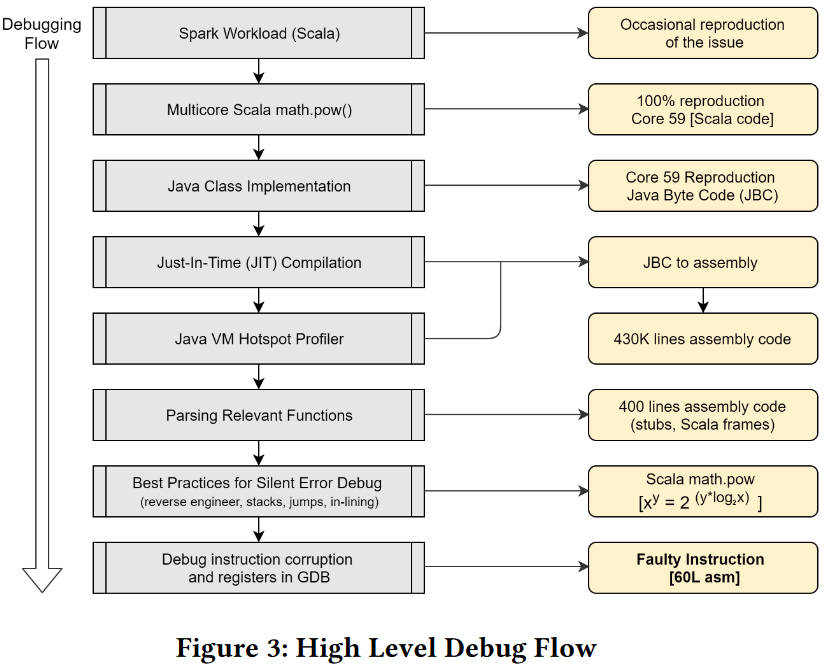 Debugging
Flow
Spark Workload (Scala)
Occasional reproduction
of the issue
Multicore Scala math.pow()
100% reproduction
Core 59 [Scala code]
Java Class Implementation
Core 59 Reproduction
Java Byte Code (JBC)
Just-In-Time (JIT) Compilation
JBC to assembly
Java VM Hotspot Profiler
430K lines assembly code
Parsing Relevant Functions
400 lines assembly code
(stubs, Scala frames)
Best Practices for Silent Error Debug
(reverse engineer, stacks, jumps, in-lining)
Scala math.pow
[xʸ = 2 (y*log₂x) ]
Debug instruction corruption
and registers in GDB
Faulty Instruction
[60L asm]
Figure 3: High Level Debug Flow